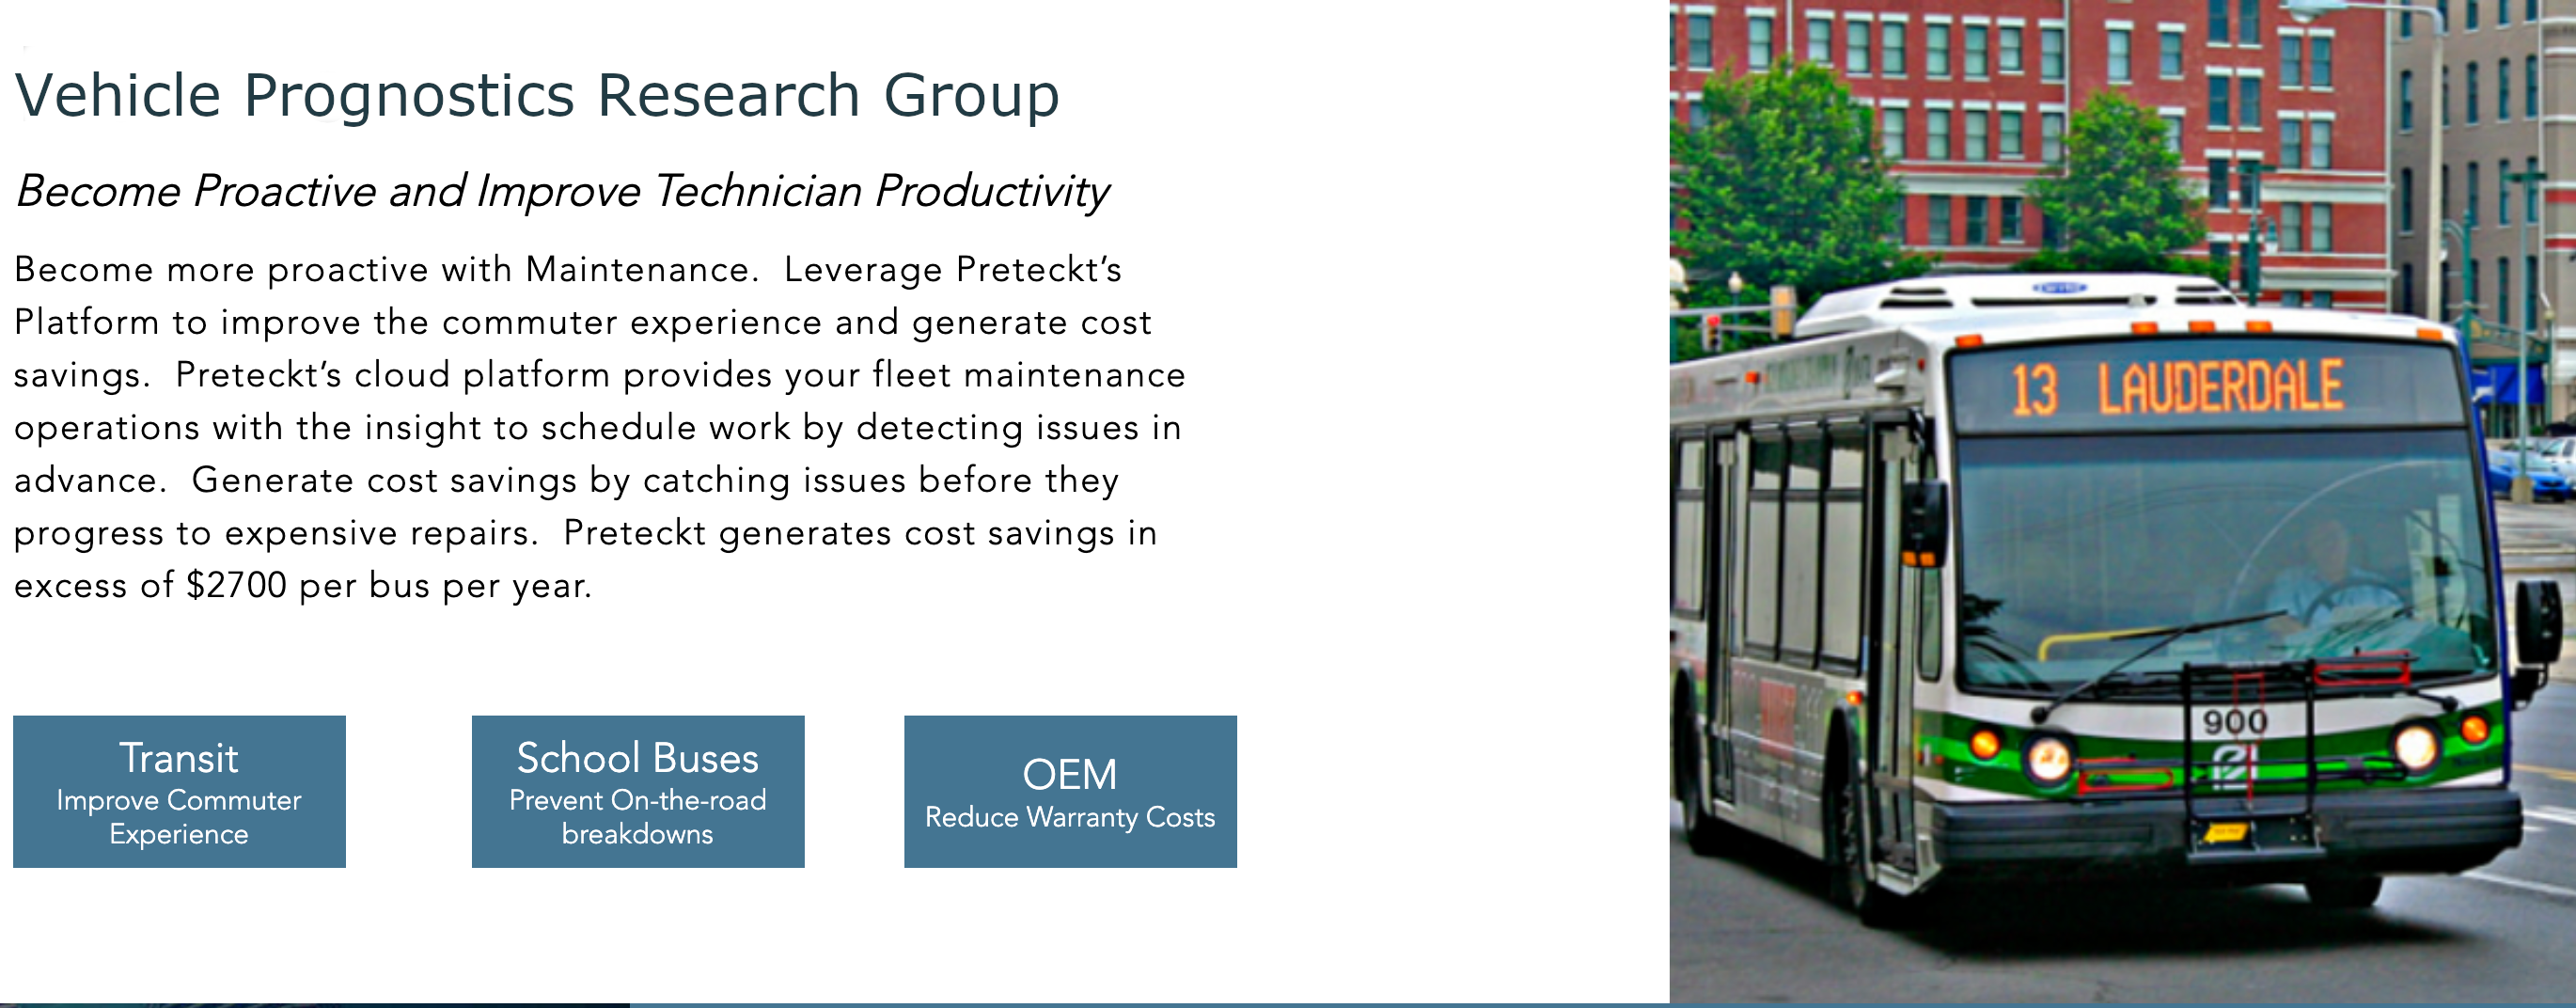 Vehicle Prognostics Research Group
Become Proactive and Improve Technician Productivity
Become more proactive with Maintenance.  Leverage Preteckt’s
Platform to improve the commuter experience and generate cost
savings.  Preteckt’s cloud platform provides your fleet maintenance
operations with the insight to schedule work by detecting issues in
advance.  Generate cost savings by catching issues before they
progress to expensive repairs.  Preteckt generates cost savings in
excess of $2700 per bus per year.
Transit
Improve Commuter
Experience
School Buses
Prevent On-the-road
breakdowns
OEM
Reduce Warranty Costs
13 LAUDERDALE
900